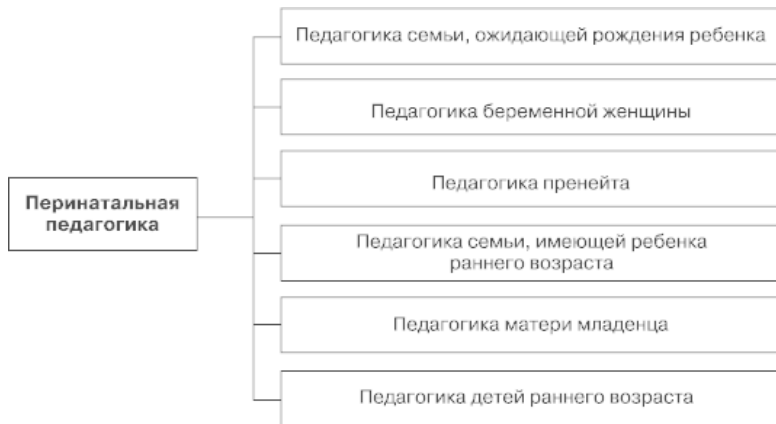 Педагогика семьи, ожидающей рождения ребенка
Педагогика беременной женщины
Педагогика пренейта
Перинатальная
педагогика
Педагогика семьи, имеющей ребенка
раннего возраста
Педагогика матери младенца
Педагогика детей раннего возраста